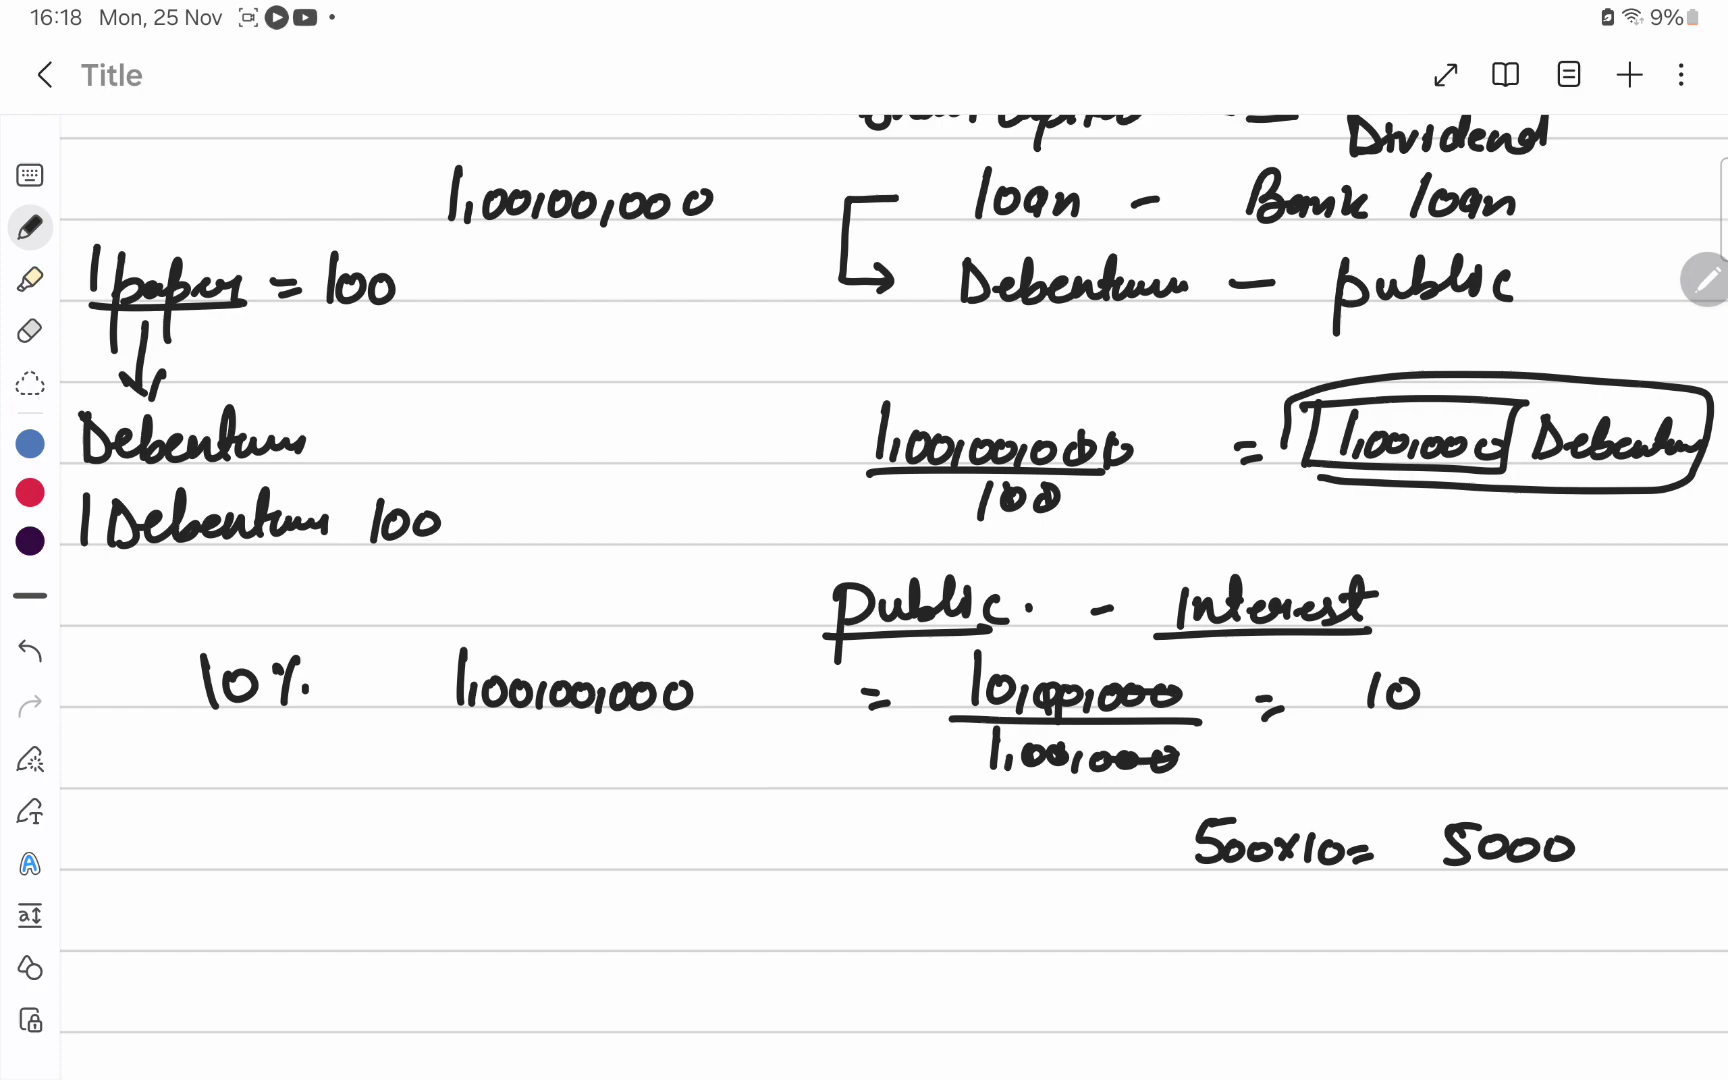 16:18 Mon, 25 Nov
9%
Title
Dividend
1,00,00,000
loan - Bank loan
1 paper = 100
Debenture - public
Debenture
1,00,00,000 / 100 = 1,00,000 Debenture
1 Debenture 100
Public. - Interest
10% 1,00,00,000 = 10,00,000 / 1,00,000 = 10
500×10= 5000